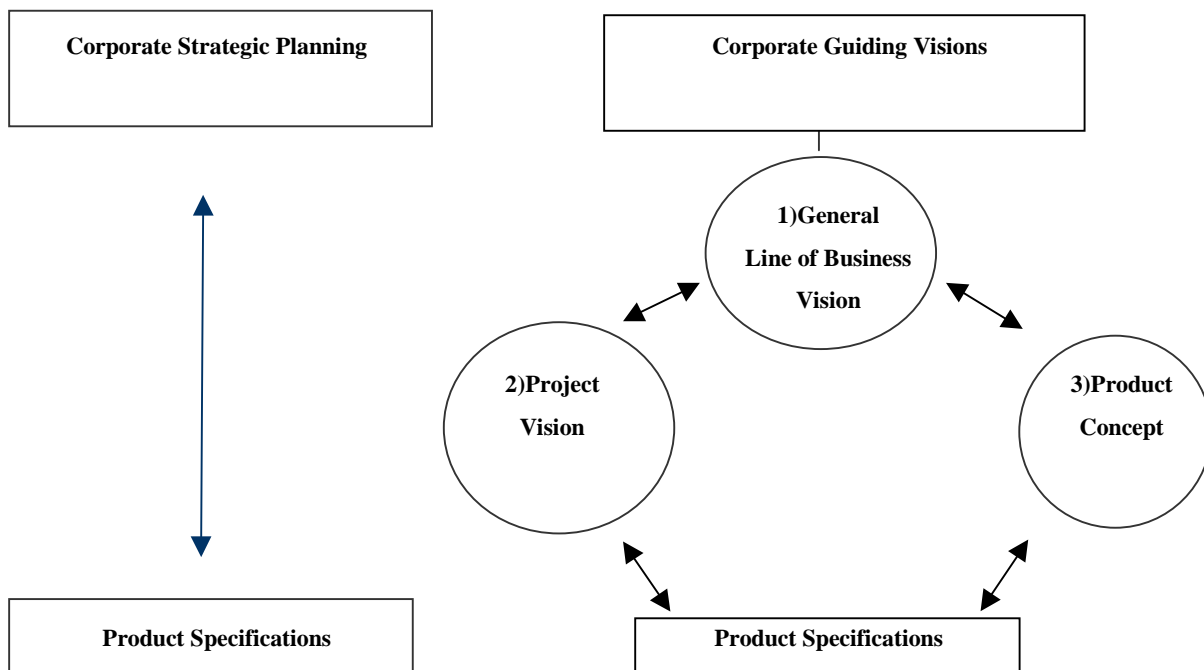 Corporate Strategic Planning
Corporate Guiding Visions
1)General
Line of Business
Vision
2)Project
Vision
3)Product
Concept
Product Specifications
Product Specifications